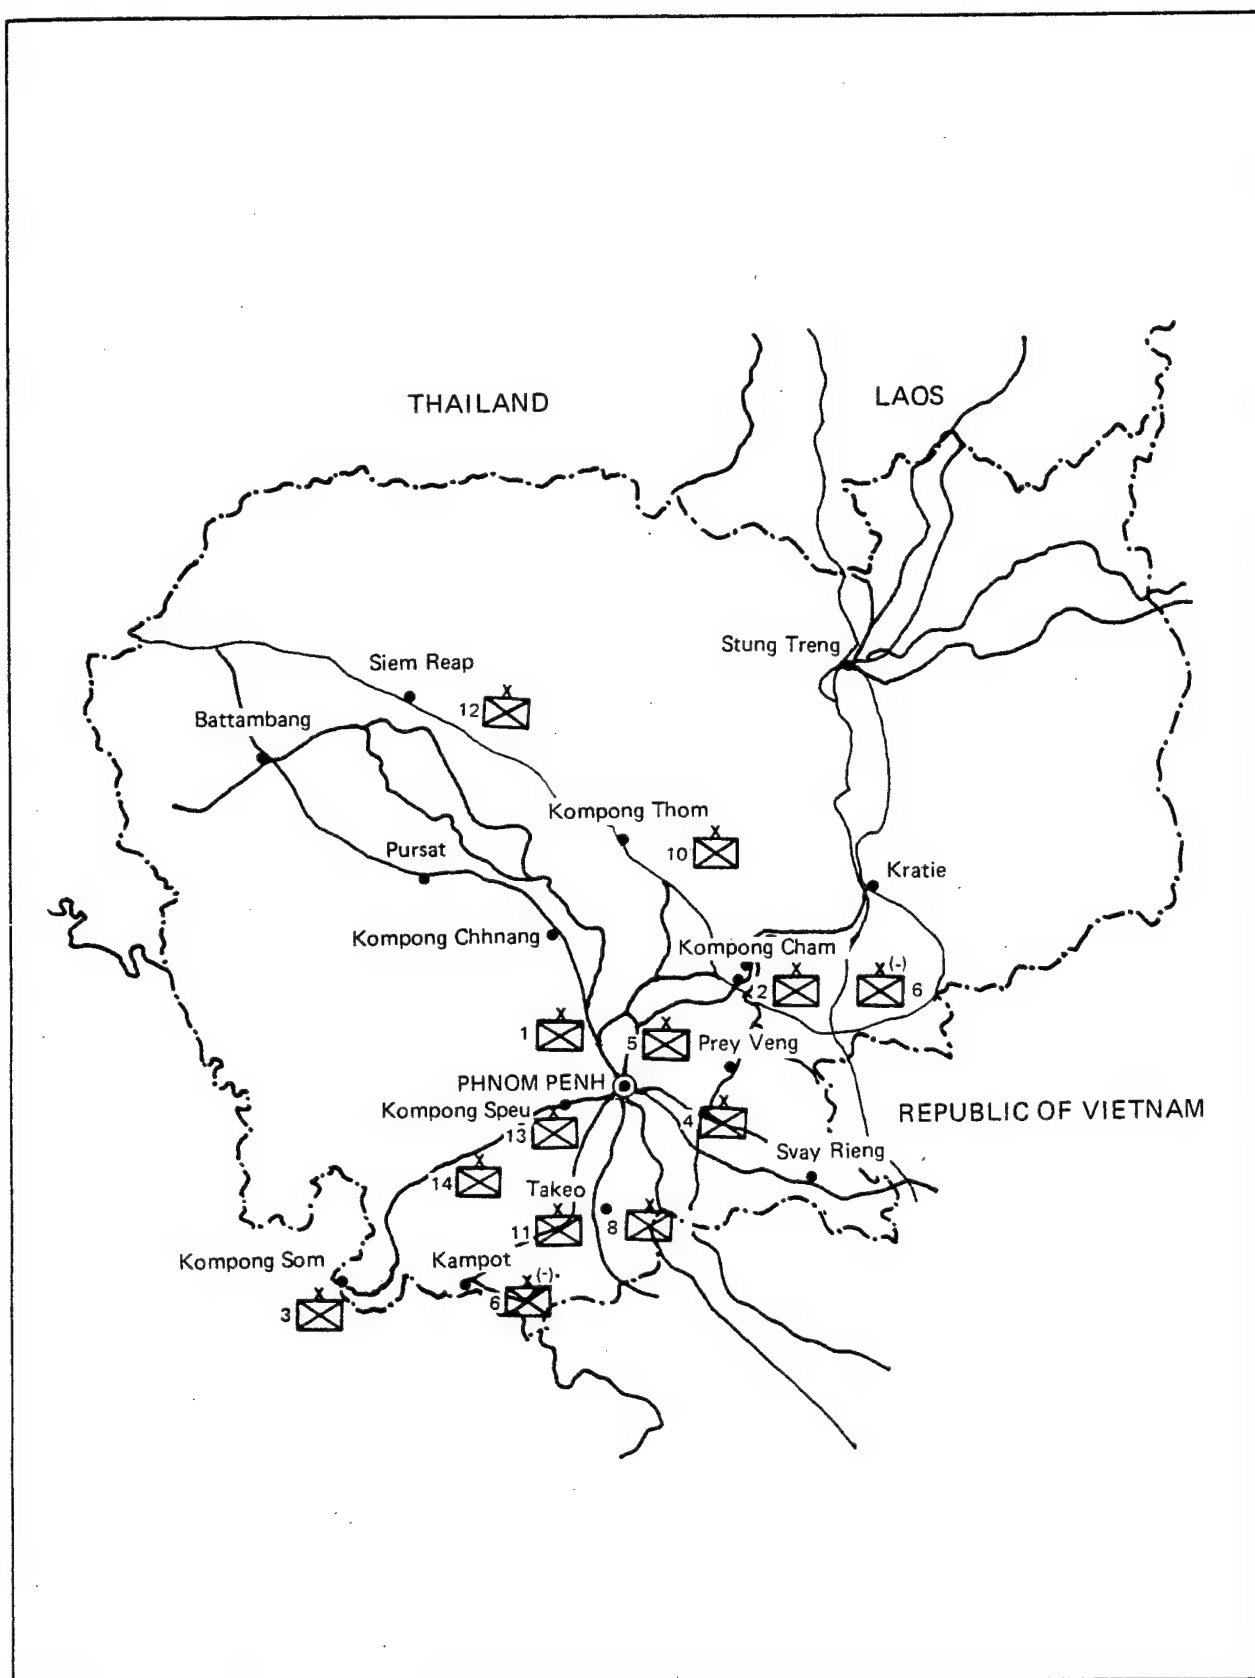 THAILAND
LAOS
Stung Treng
Siem Reap
X
12
Battambang
Kompong Thom
X
10
Pursat
Kratie
Kompong Chhnang
Kompong Cham
X
2
X (-)
6
X
1
X
5
Prey Veng
PHNOM PENH
Kompong Speu
X
13
X
4
REPUBLIC OF VIETNAM
Svay Rieng
X
14
Takeo
X
11
X
8
Kompong Som
Kampot
X
3
X (-)
6